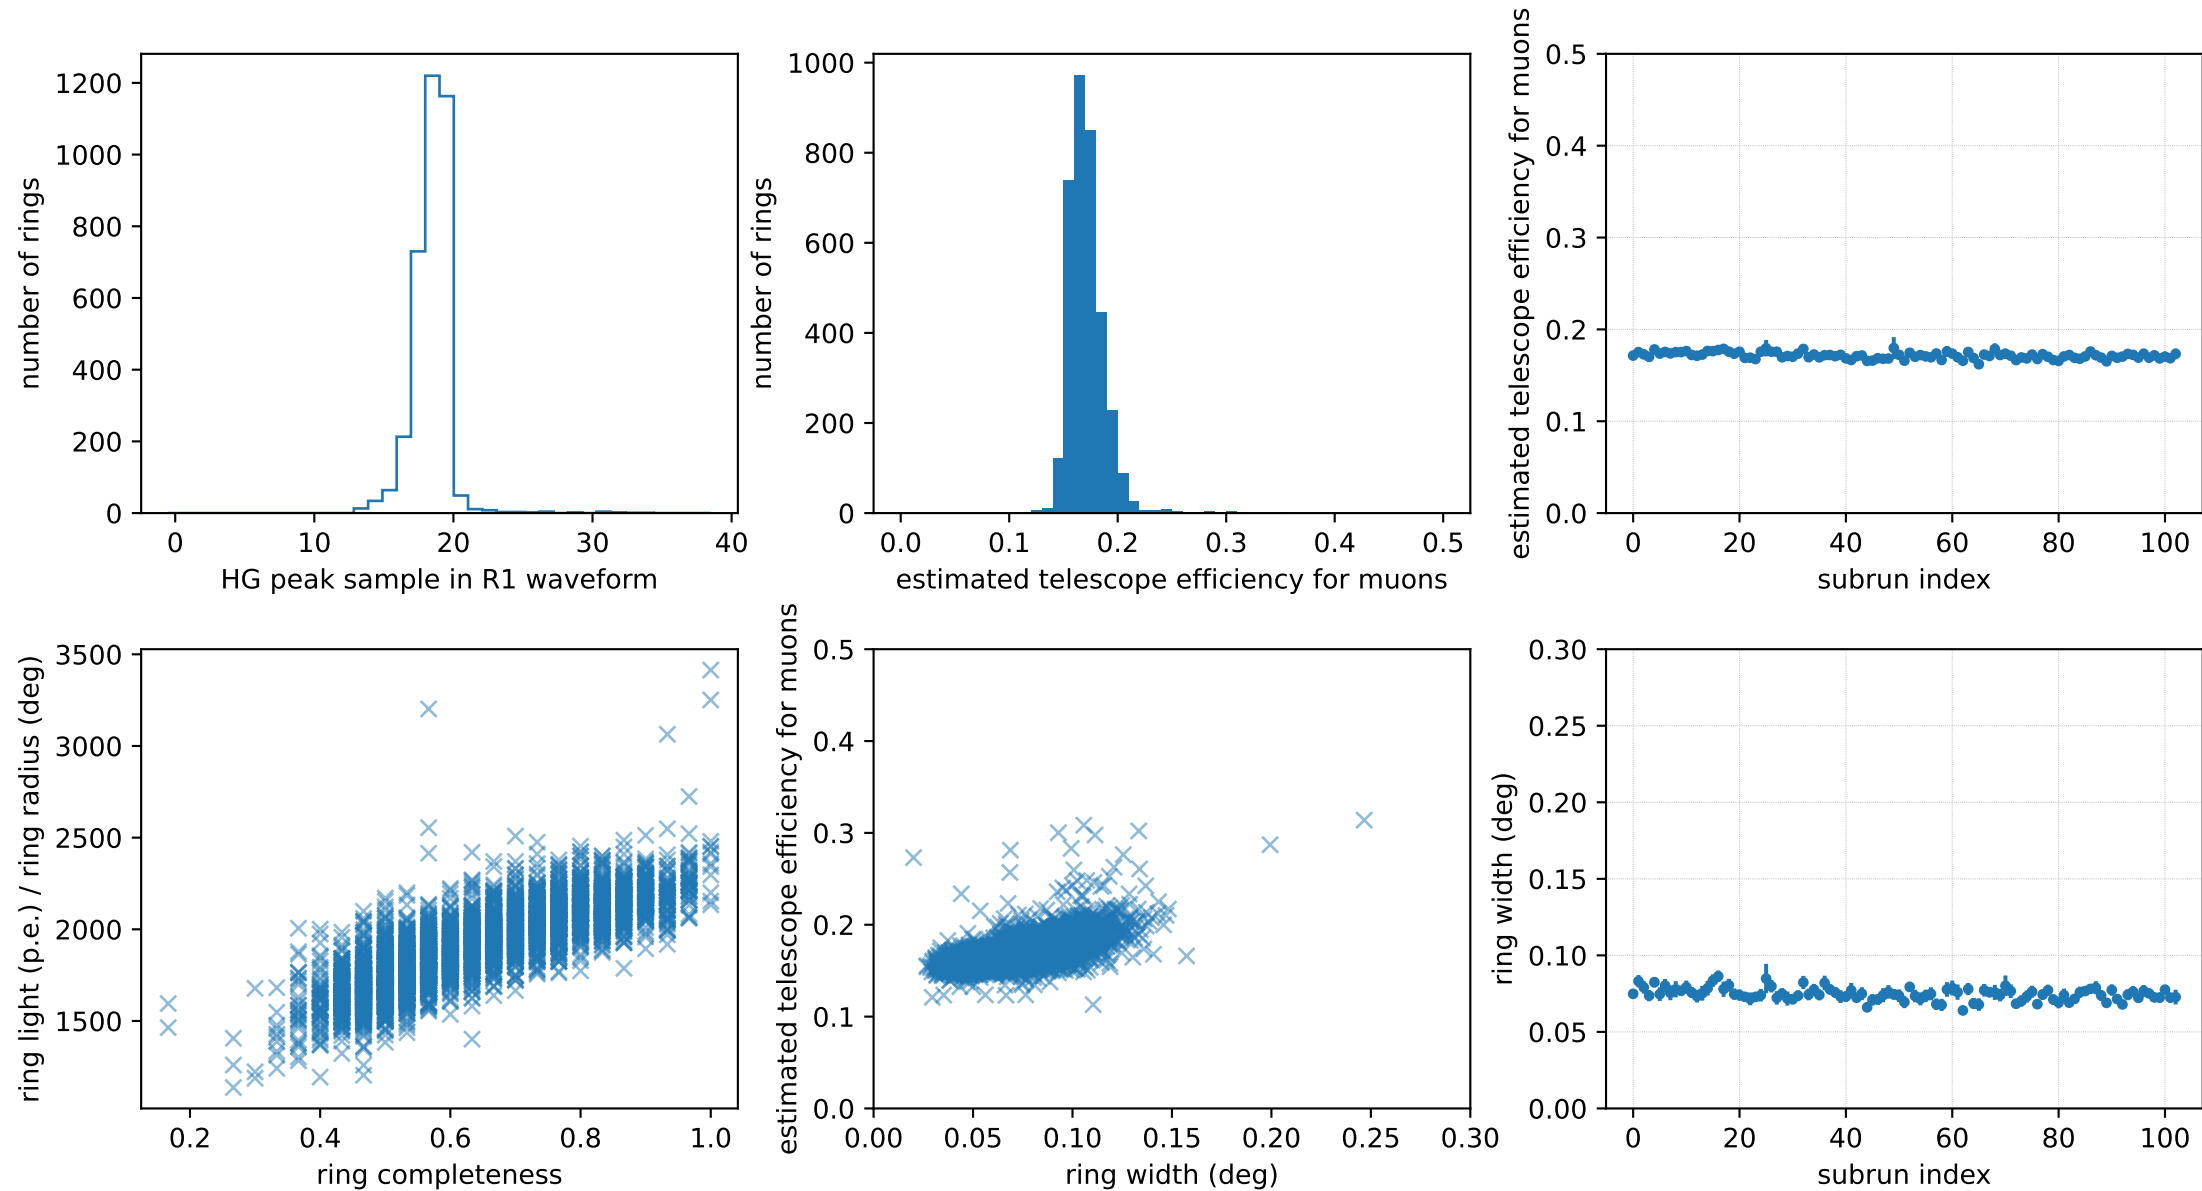 number of rings
1200
1000
800
600
400
200
0
0 10 20 30 40
HG peak sample in R1 waveform
number of rings
1000
800
600
400
200
0
0.0 0.1 0.2 0.3 0.4 0.5
estimated telescope efficiency for muons
estimated telescope efficiency for muons
0.5
0.4
0.3
0.2
0.1
0.0
0 20 40 60 80 100
subrun index
ring light (p.e.) / ring radius (deg)
3500
3000
2500
2000
1500
0.2 0.4 0.6 0.8 1.0
ring completeness
estimated telescope efficiency for muons
0.5
0.4
0.3
0.2
0.1
0.0
0.00 0.05 0.10 0.15 0.20 0.25 0.30
ring width (deg)
ring width (deg)
0.30
0.25
0.20
0.15
0.10
0.05
0.00
0 20 40 60 80 100
subrun index